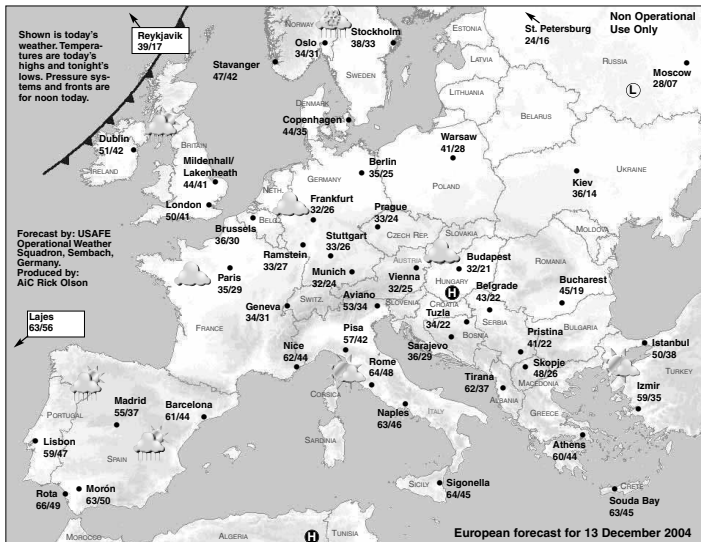 Shown is today's
weather. Tempera-
tures are today's
highs and tonight's
lows. Pressure sys-
tems and fronts are
for noon today.
Reykjavik
39/17
NORWAY
Oslo
34/31
Stockholm
38/33
Stavanger
47/42
SWEDEN
ESTONIA
LATVIA
LITHUANIA
St. Petersburg
24/16
Non Operational
Use Only
RUSSIA
Moscow
28/07
L
BELARUS
DENMARK
Copenhagen
44/35
Dublin
51/42
IRELAND
BRITAIN
Mildenhall/
Lakenheath
44/41
London
50/41
NETH.
GERMANY
Berlin
35/25
Warsaw
41/28
POLAND
UKRAINE
Kiev
36/14
Frankfurt
32/26
Prague
33/24
BELG.
Brussels
36/30
CZECH REP.
SLOVAKIA
MOLDOVA
Forecast by: USAFE
Operational Weather
Squadron, Sembach,
Germany.
Produced by:
AiC Rick Olson
Ramstein
33/27
Stuttgart
33/26
Paris
35/29
Munich
32/24
AUSTRIA
Vienna
32/25
Budapest
32/21
HUNGARY
H
ROMANIA
Bucharest
45/19
Lajes
63/56
FRANCE
Geneva
34/31
SWITZ.
Aviano
53/34
SLOVENIA
CROATIA
Belgrade
43/22
Tuzla
34/22
BOSNIA
SERBIA
BULGARIA
Nice
62/44
Pisa
57/42
Sarajevo
36/29
Pristina
41/22
Skopje
48/26
MACEDONIA
Istanbul
50/38
TURKEY
Rome
64/48
CORSICA
ITALY
Naples
63/46
Tirana
62/37
ALBANIA
GREECE
Izmir
59/35
PORTUGAL
Madrid
55/37
Barcelona
61/44
SPAIN
SARDINIA
Lisbon
59/47
Athens
60/44
Rota
66/49
Morón
63/50
SICILY
Sigonella
64/45
CRETE
Souda Bay
63/45
MOROCCO
ALGERIA
H
TUNISIA
European forecast for 13 December 2004